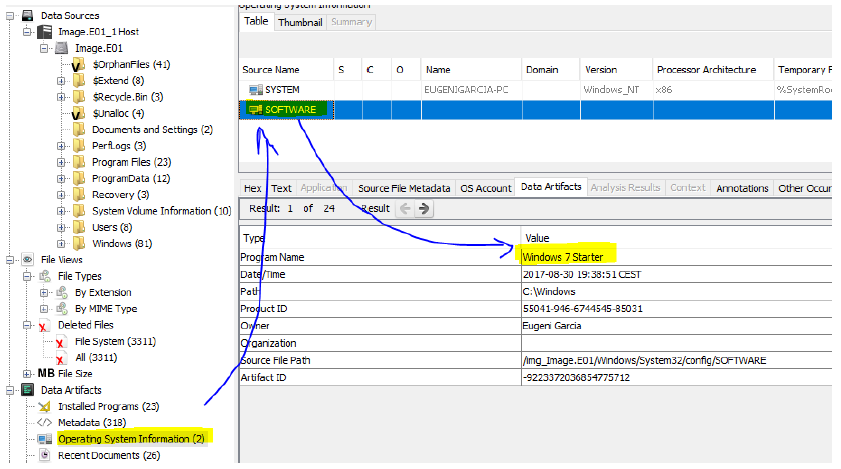 Operating System Information
Data Sources
Image.E01_1 Host
Image.E01
$OrphanFiles (41)
$Extend (8)
$Recycle.Bin (3)
$Unalloc (4)
Documents and Settings (2)
PerfLogs (3)
Program Files (23)
ProgramData (12)
Recovery (3)
System Volume Information (10)
Users (8)
Windows (81)
File Views
File Types
By Extension
By MIME Type
Deleted Files
File System (3311)
All (3311)
MB File Size
Data Artifacts
Installed Programs (23)
Metadata (318)
Operating System Information (2)
Recent Documents (26)
Table Thumbnail Summary
Source Name S C O Name Domain Version Processor Architecture Temporary F
SYSTEM EUGENIGARCIA-PC Windows_NT x86 %SystemRoo
SOFTWARE
Hex Text Application Source File Metadata OS Account Data Artifacts Analysis Results Context Annotations Other Occur
Result: 1 of 24 Result
Type Value
Program Name Windows 7 Starter
Date/Time 2017-08-30 19:38:51 CEST
Path C:\Windows
Product ID 55041-946-6744545-85031
Owner Eugeni Garcia
Organization
Source File Path /img_Image.E01/Windows/System32/config/SOFTWARE
Artifact ID -9223372036854775712